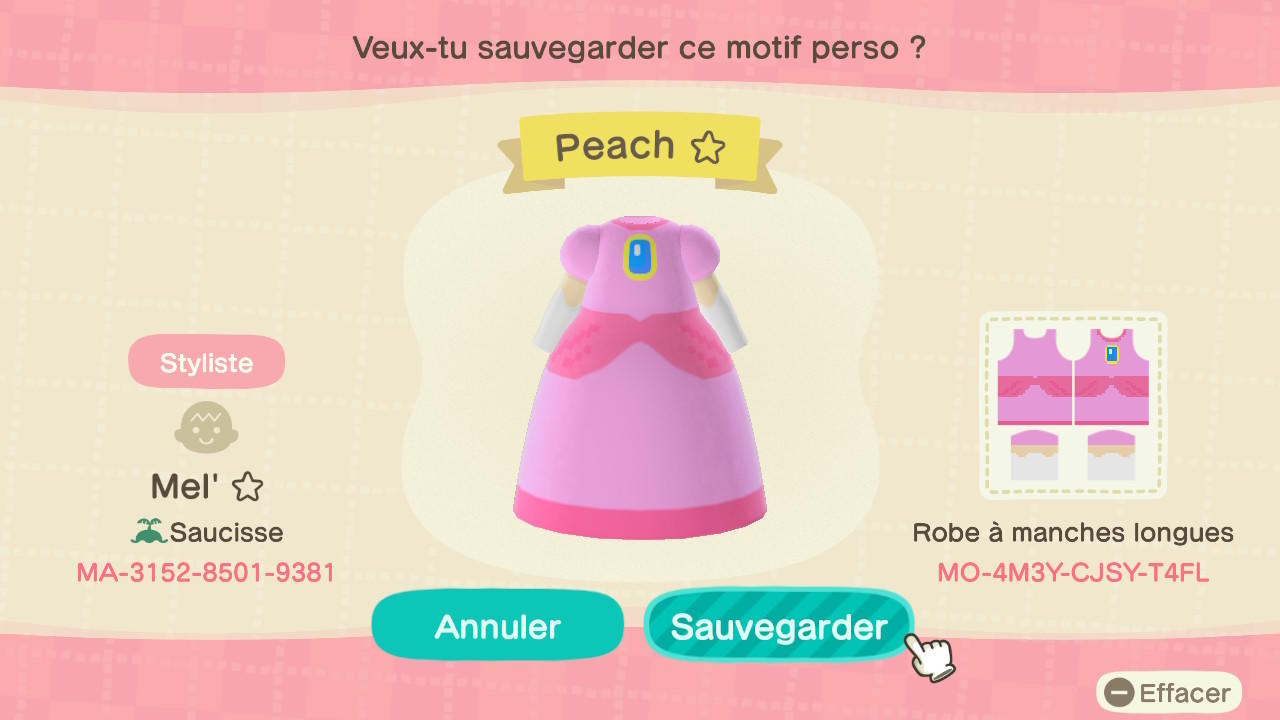 Veux-tu sauvegarder ce motif perso ?
Peach ☆
Styliste
Mel' ☆
Saucisse
MA-3152-8501-9381
Robe à manches longues
MO-4M3Y-CJSY-T4FL
Annuler
Sauvegarder
Effacer